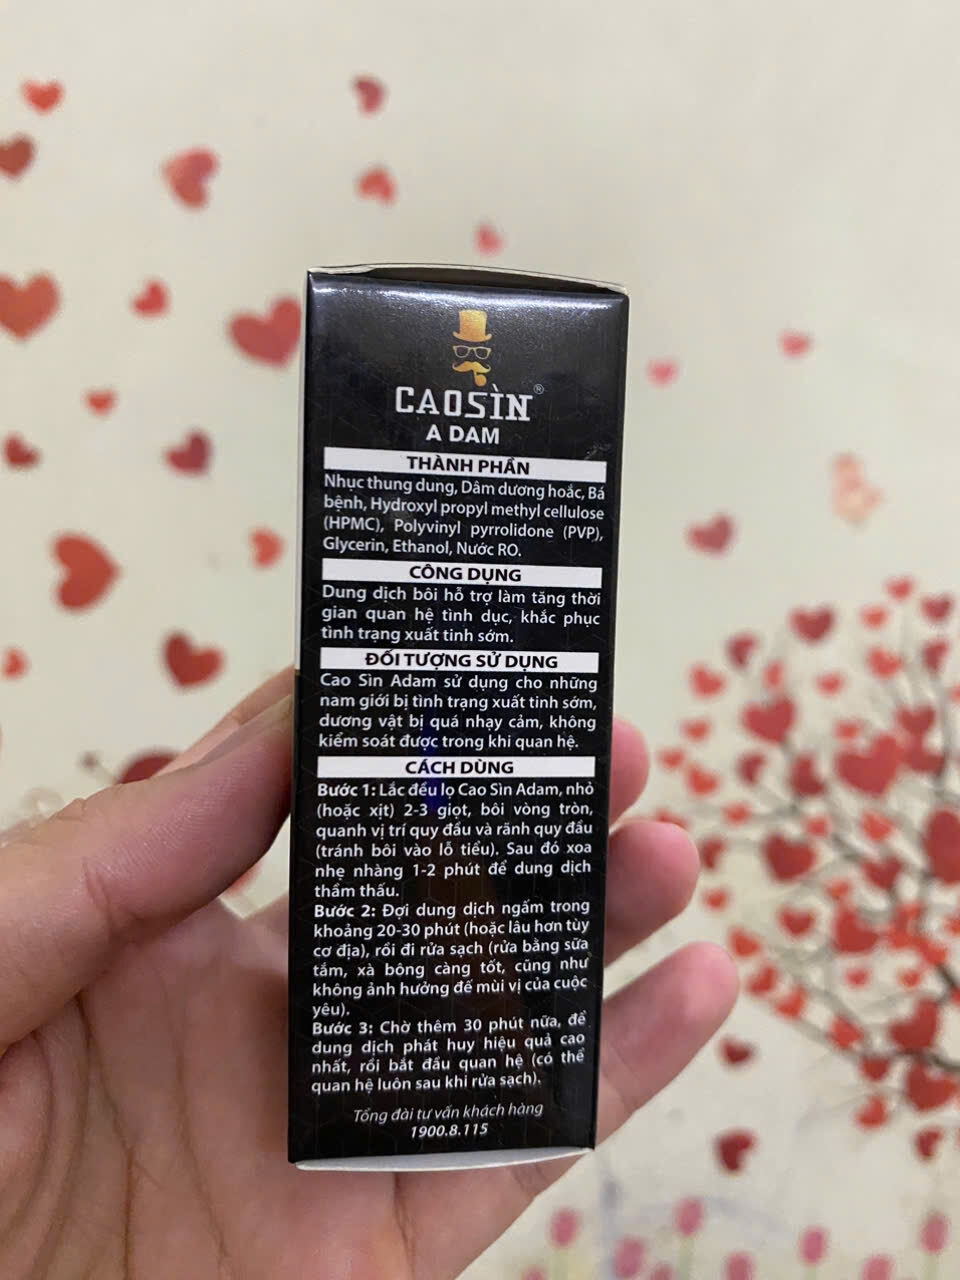 CAOSÌN®
A DAM
THÀNH PHẦN
Nhục thung dung, Dâm dương hoắc, Bá
bệnh, Hydroxyl propyl methyl cellulose
(HPMC), Polyvinyl pyrrolidone (PVP),
Glycerin, Ethanol, Nước RO.
CÔNG DỤNG
Dung dịch bôi hỗ trợ làm tăng thời
gian quan hệ tình dục, khắc phục
tình trạng xuất tinh sớm.
ĐỐI TƯỢNG SỬ DỤNG
Cao Sìn Adam sử dụng cho những
nam giới bị tình trạng xuất tinh sớm,
dương vật bị quá nhạy cảm, không
kiểm soát được trong khi quan hệ.
CÁCH DÙNG
Bước 1: Lắc đều lọ Cao Sìn Adam, nhỏ
(hoặc xịt) 2-3 giọt, bôi vòng tròn,
quanh vị trí quy đầu và rãnh quy đầu
(tránh bôi vào lỗ tiểu). Sau đó xoa
nhẹ nhàng 1-2 phút để dung dịch
thẩm thấu.
Bước 2: Đợi dung dịch ngấm trong
khoảng 20-30 phút (hoặc lâu hơn tùy
cơ địa), rồi đi rửa sạch (rửa bằng sữa
tắm, xà bông càng tốt, cũng như
không ảnh hưởng để mùi vị của cuộc
yêu).
Bước 3: Chờ thêm 30 phút nữa, để
dung dịch phát huy hiệu quả cao
nhất, rồi bắt đầu quan hệ (có thể
quan hệ luôn sau khi rửa sạch).
Tổng đài tư vấn khách hàng
1900.8.115